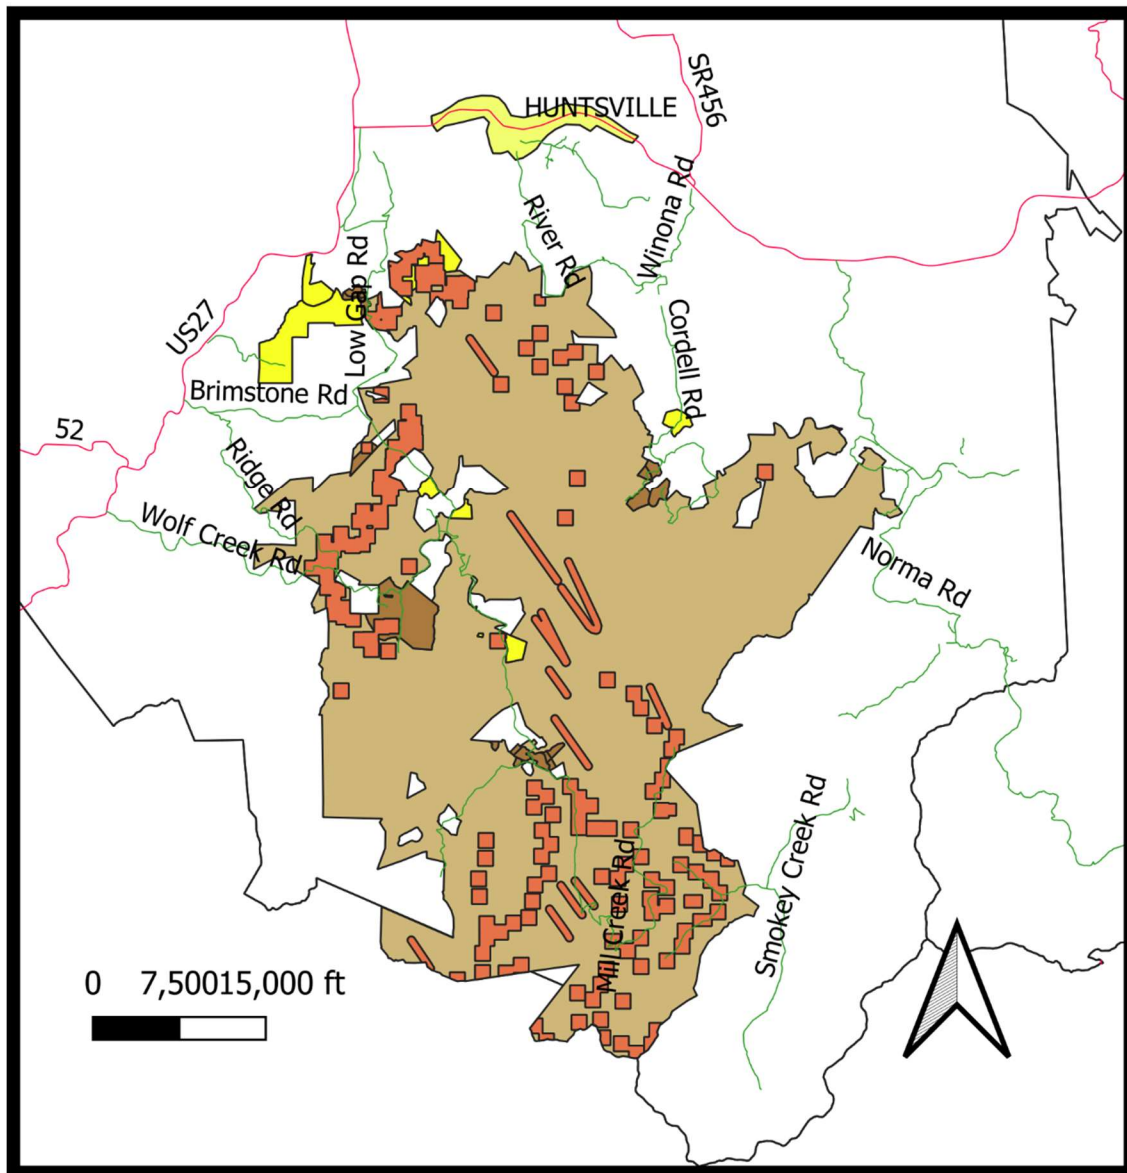 HUNTSVILLE
SR456
River Rd
Winona Rd
Low Gap Rd
US27
Cordell Rd
Brimstone Rd
52
Ridge Rd
Wolf Creek Rd
Norma Rd
Smokey Creek Rd
Mill Creek Rd
0 7,50015,000 ft